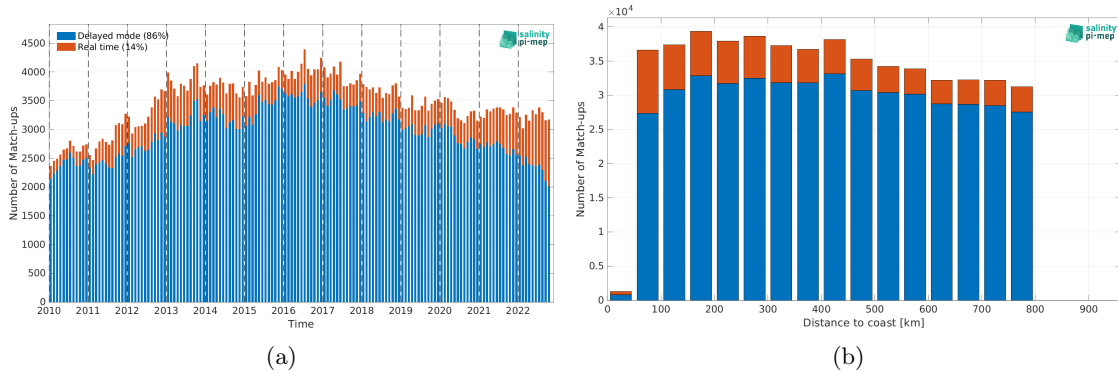 Delayed mode (86%)
Real time (14%)
salinity
pi-mep
4500
4000
3500
3000
2500
2000
1500
1000
500
0
Number of Match-ups
2010 2011 2012 2013 2014 2015 2016 2017 2018 2019 2020 2021 2022
Time
(a)
×10⁴
salinity
pi-mep
4
3.5
3
2.5
2
1.5
1
0.5
0
Number of Match-ups
100 200 300 400 500 600 700 800 900
Distance to coast [km]
(b)